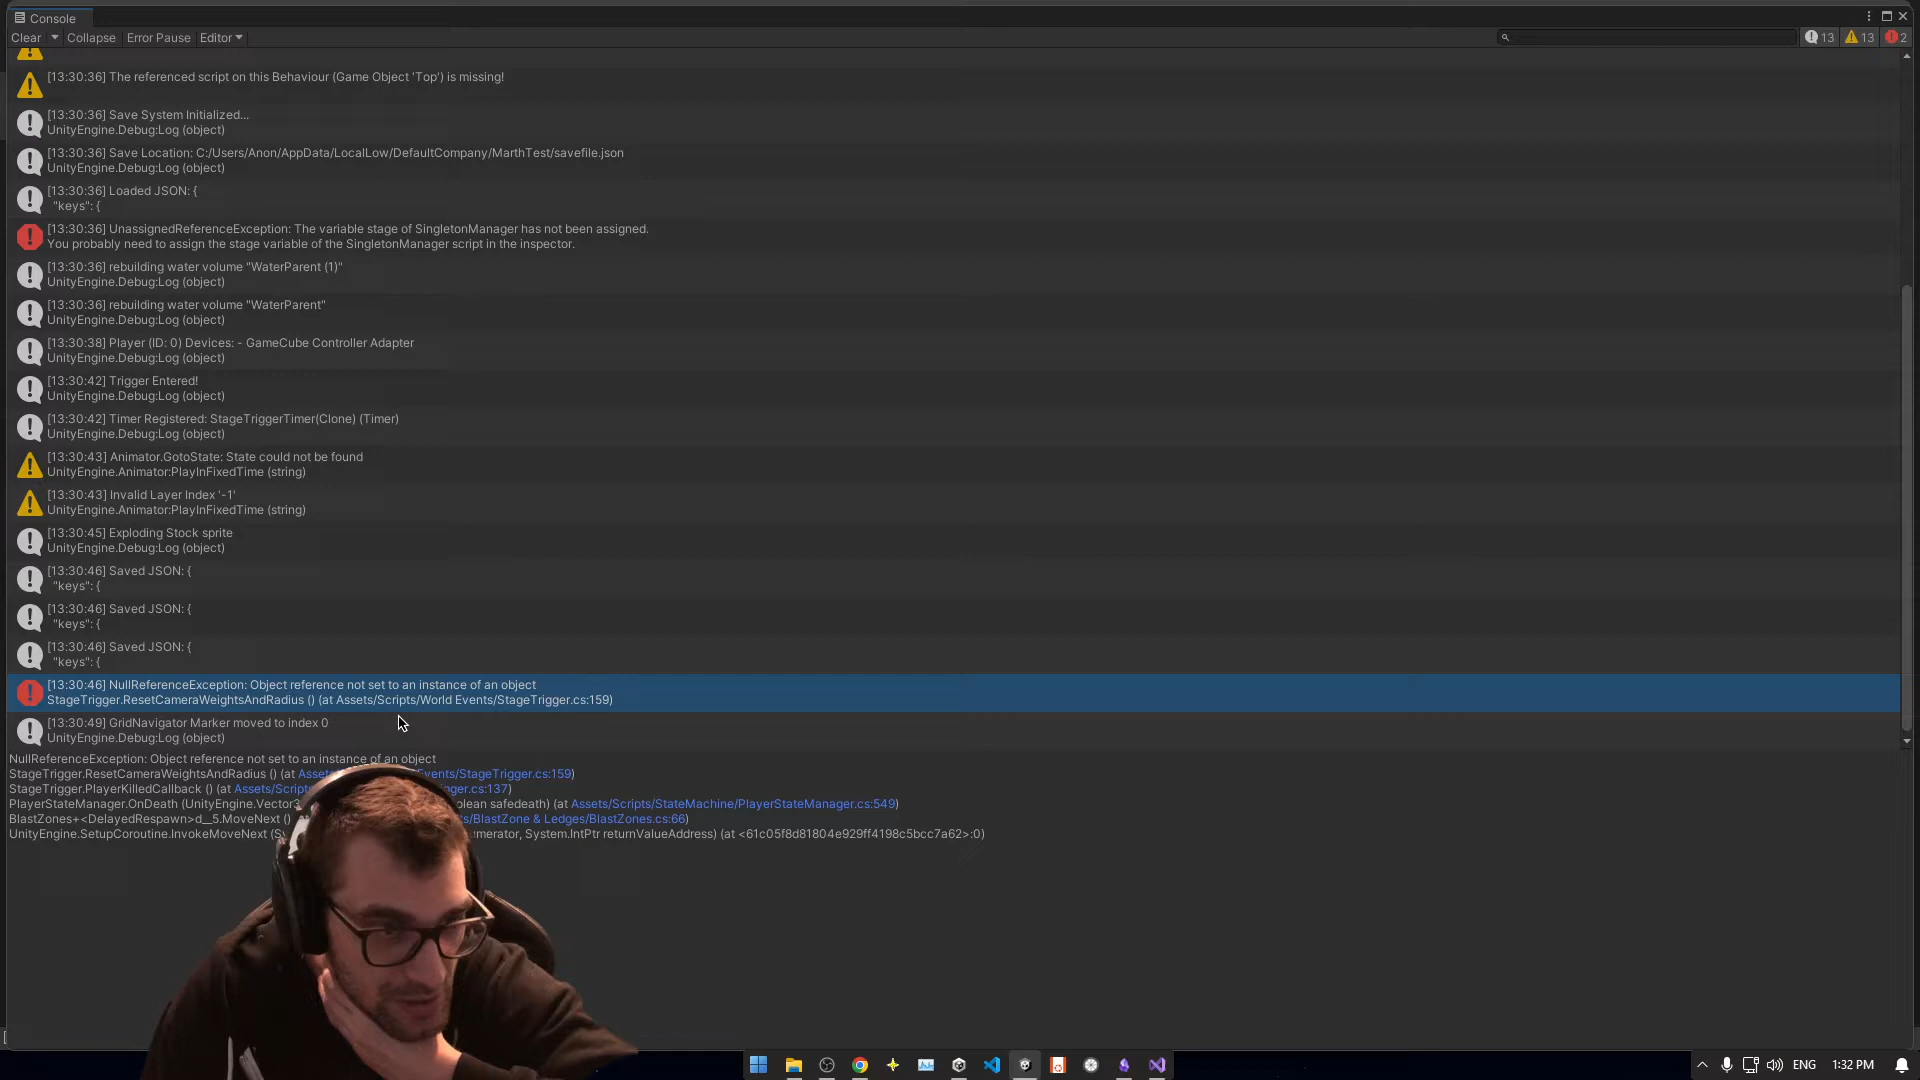 Console
Clear Collapse Error Pause Editor 13 13 2
[13:30:36] The referenced script on this Behaviour (Game Object 'Top') is missing!
[13:30:36] Save System Initialized...
UnityEngine.Debug:Log (object)
[13:30:36] Save Location: C:/Users/Anon/AppData/LocalLow/DefaultCompany/MarthTest/savefile.json
UnityEngine.Debug:Log (object)
[13:30:36] Loaded JSON: {
"keys": {
[13:30:36] UnassignedReferenceException: The variable stage of SingletonManager has not been assigned.
You probably need to assign the stage variable of the SingletonManager script in the inspector.
[13:30:36] rebuilding water volume "WaterParent (1)"
UnityEngine.Debug:Log (object)
[13:30:36] rebuilding water volume "WaterParent"
UnityEngine.Debug:Log (object)
[13:30:38] Player (ID: 0) Devices: - GameCube Controller Adapter
UnityEngine.Debug:Log (object)
[13:30:42] Trigger Entered!
UnityEngine.Debug:Log (object)
[13:30:42] Timer Registered: StageTriggerTimer(Clone) (Timer)
UnityEngine.Debug:Log (object)
[13:30:43] Animator.GotoState: State could not be found
UnityEngine.Animator:PlayInFixedTime (string)
[13:30:43] Invalid Layer Index '-1'
UnityEngine.Animator:PlayInFixedTime (string)
[13:30:45] Exploding Stock sprite
UnityEngine.Debug:Log (object)
[13:30:46] Saved JSON: {
"keys": {
[13:30:46] Saved JSON: {
"keys": {
[13:30:46] Saved JSON: {
"keys": {
[13:30:46] NullReferenceException: Object reference not set to an instance of an object
StageTrigger.ResetCameraWeightsAndRadius () (at Assets/Scripts/World Events/StageTrigger.cs:159)
[13:30:49] GridNavigator Marker moved to index 0
UnityEngine.Debug:Log (object)
NullReferenceException: Object reference not set to an instance of an object
StageTrigger.ResetCameraWeightsAndRadius () (at Assets Events/StageTrigger.cs:159)
StageTrigger.PlayerKilledCallback () (at Assets/Scripts gger.cs:137)
PlayerStateManager.OnDeath (UnityEngine.Vector3 olean safedeath) (at Assets/Scripts/StateMachine/PlayerStateManager.cs:549)
BlastZones+<DelayedRespawn>d__5.MoveNext () s/BlastZone & Ledges/BlastZones.cs:66)
UnityEngine.SetupCoroutine.InvokeMoveNext (Sy merator, System.IntPtr returnValueAddress) (at <61c05f8d81804e929ff4198c5bcc7a62>:0)
ENG 1:32 PM